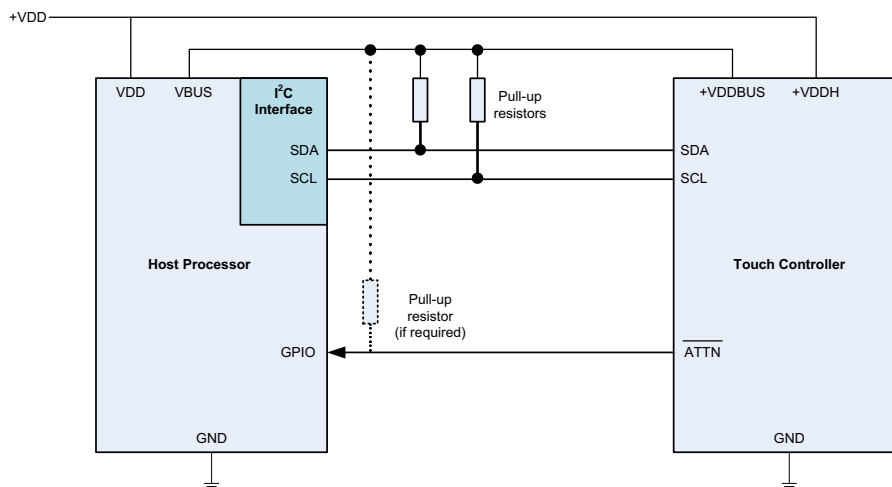 +VDD
VDD
VBUS
I²C
Interface
Pull-up
resistors
+VDDBUS
+VDDH
SDA
SDA
SCL
SCL
Host Processor
Touch Controller
Pull-up
resistor
(if required)
GPIO
ATTN
GND
GND